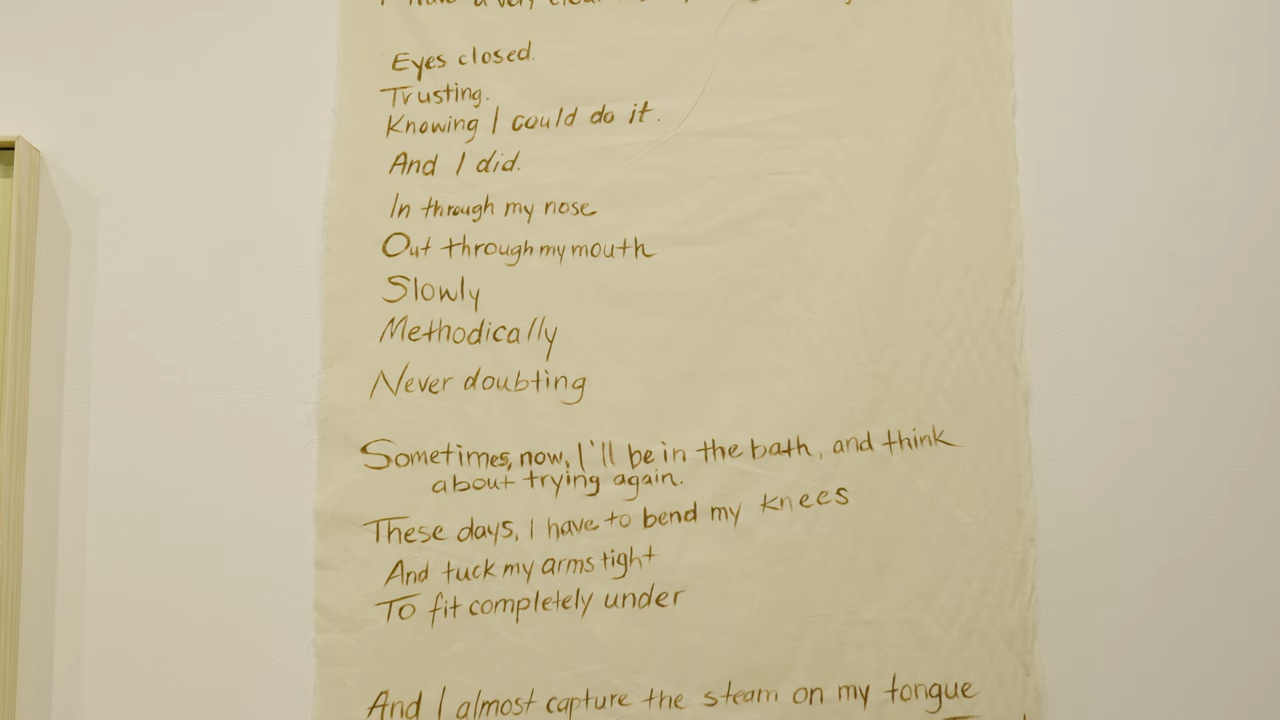 I have a very clear
Eyes closed.
Trusting.
Knowing I could do it.
And I did.
In through my nose
Out through my mouth
Slowly
Methodically
Never doubting
Sometimes, now, I'll be in the bath, and think
about trying again.
These days, I have to bend my knees
And tuck my arms tight
To fit completely under
And I almost capture the steam on my tongue